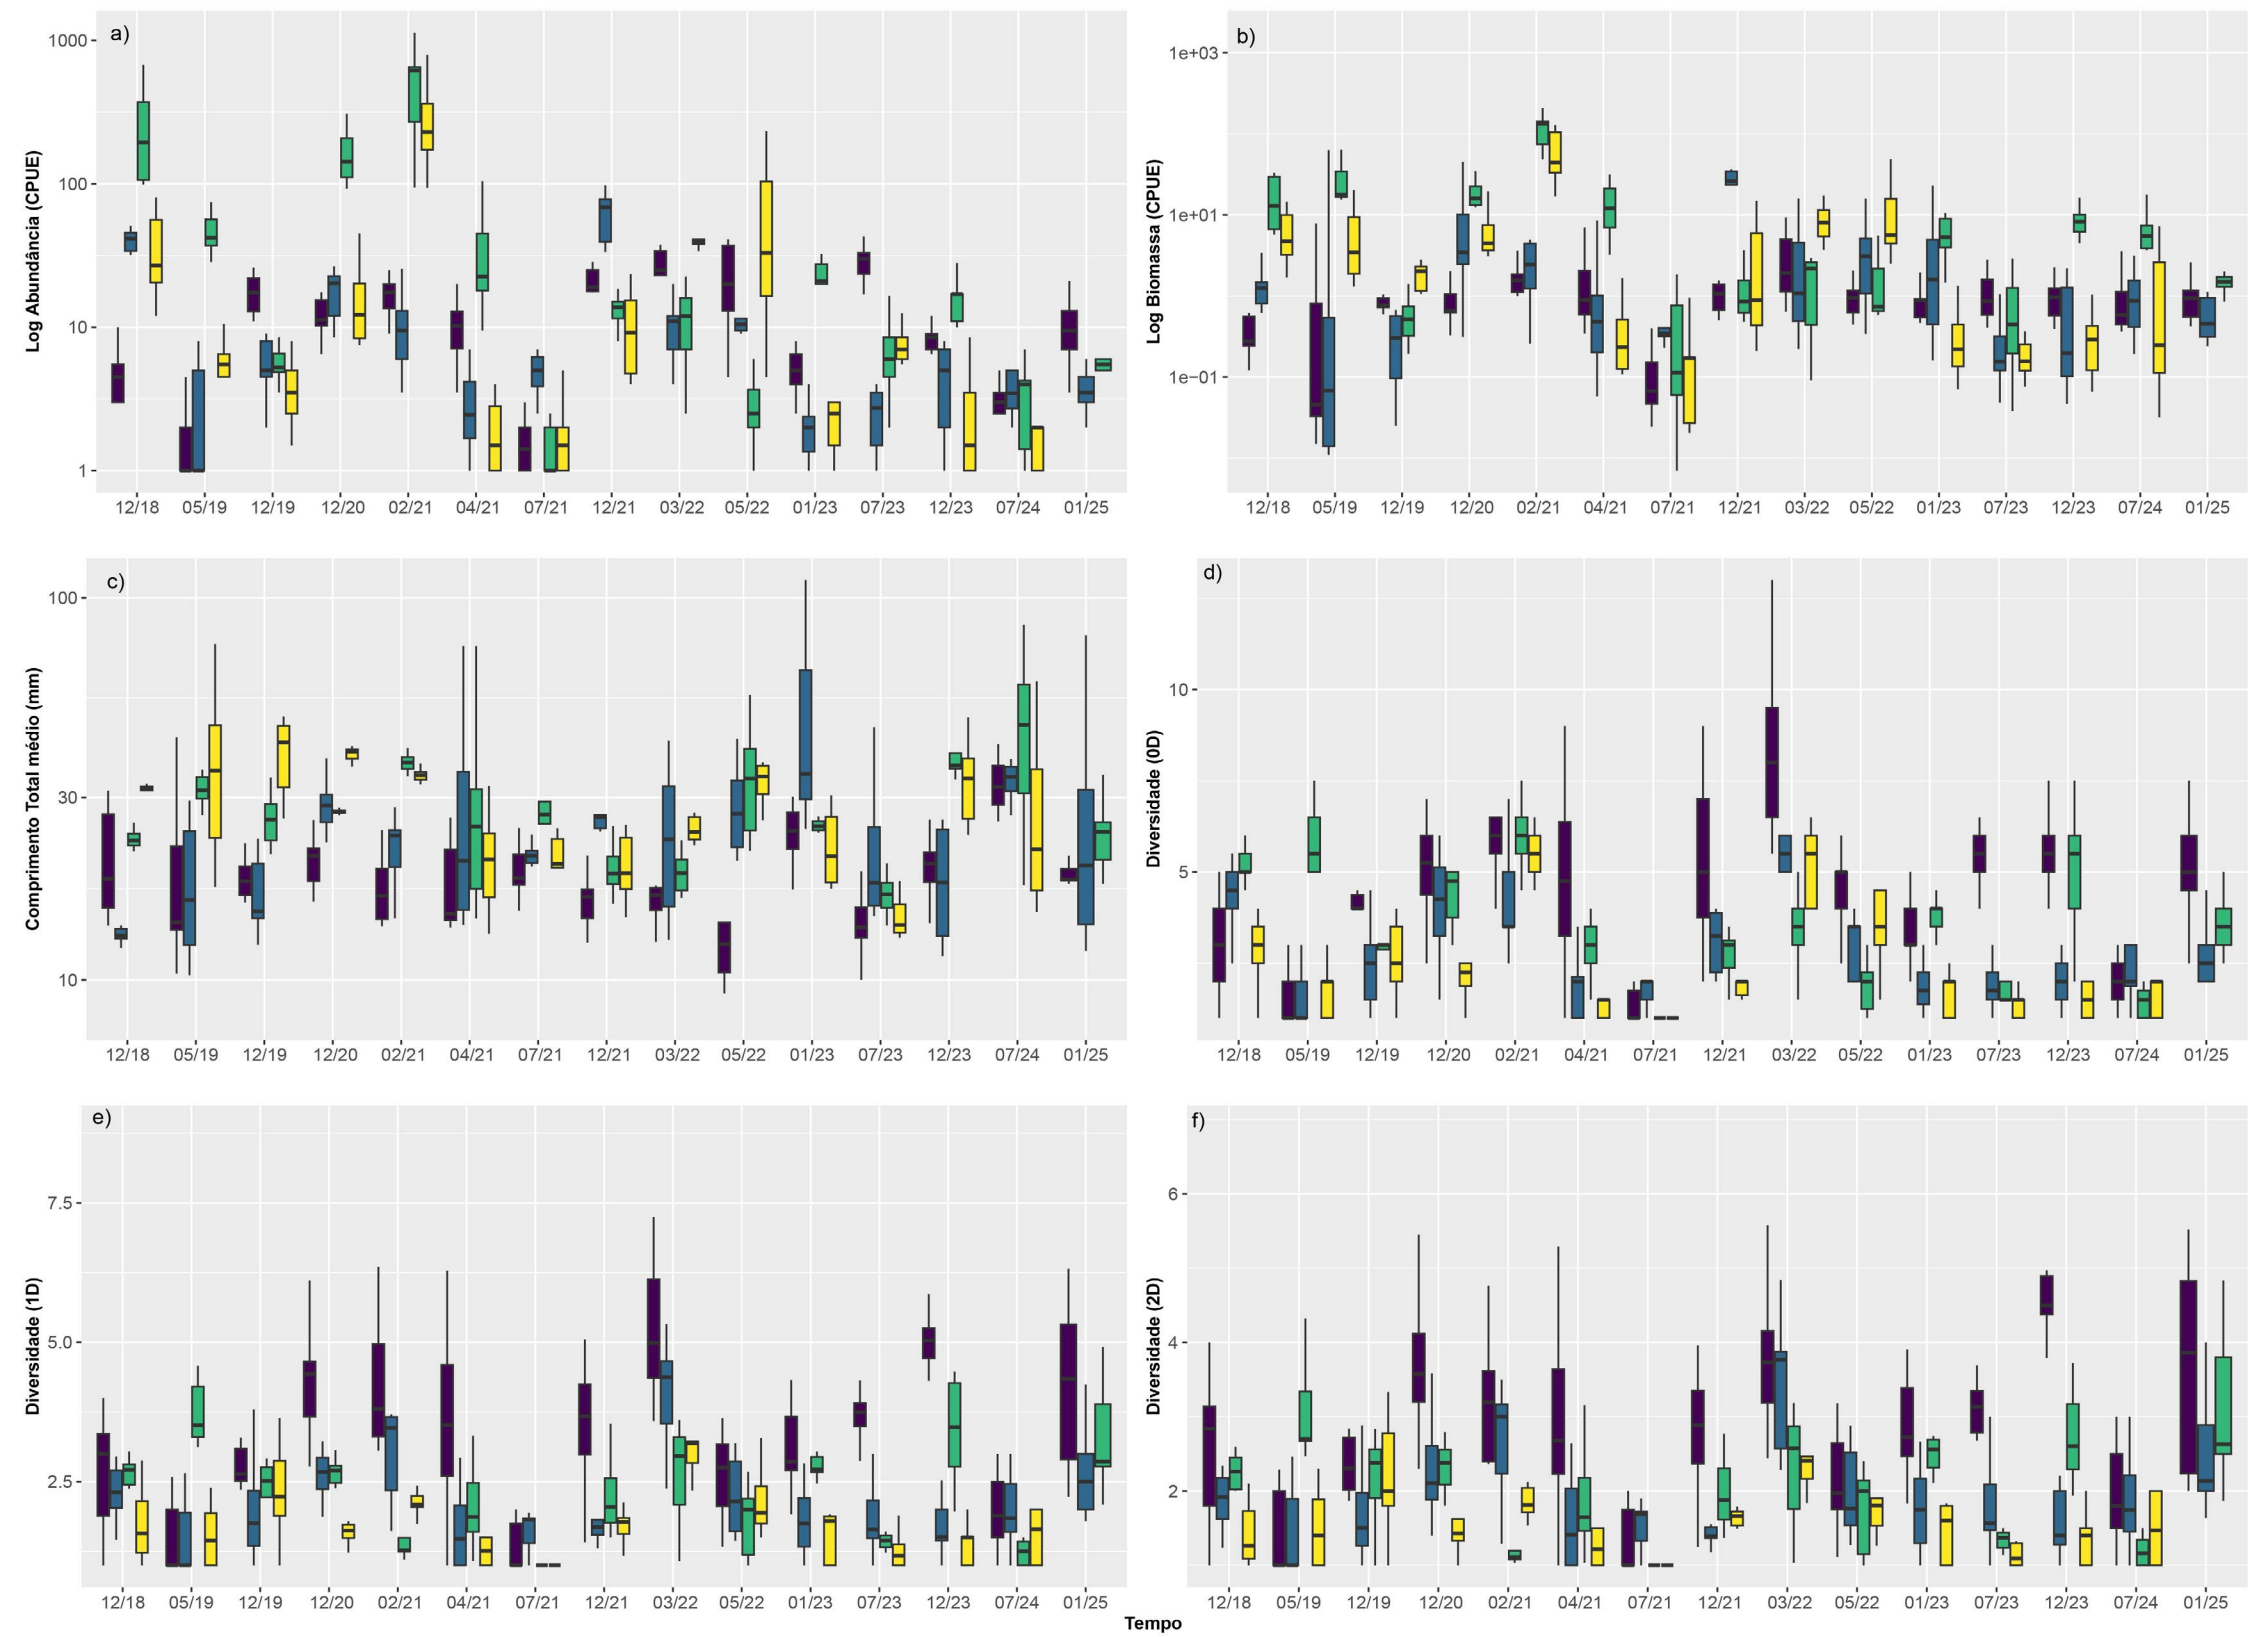 a)
Log Abundância (CPUE)
1000
100
10
1
12/18 05/19 12/19 12/20 02/21 04/21 07/21 12/21 03/22 05/22 01/23 07/23 12/23 07/24 01/25
b)
Log Biomassa (CPUE)
1e+03
1e+01
1e−01
12/18 05/19 12/19 12/20 02/21 04/21 07/21 12/21 03/22 05/22 01/23 07/23 12/23 07/24 01/25
c)
Comprimento Total médio (mm)
100
30
10
12/18 05/19 12/19 12/20 02/21 04/21 07/21 12/21 03/22 05/22 01/23 07/23 12/23 07/24 01/25
d)
Diversidade (0D)
10
5
12/18 05/19 12/19 12/20 02/21 04/21 07/21 12/21 03/22 05/22 01/23 07/23 12/23 07/24 01/25
e)
Diversidade (1D)
7.5
5.0
2.5
12/18 05/19 12/19 12/20 02/21 04/21 07/21 12/21 03/22 05/22 01/23 07/23 12/23 07/24 01/25
f)
Diversidade (2D)
6
4
2
12/18 05/19 12/19 12/20 02/21 04/21 07/21 12/21 03/22 05/22 01/23 07/23 12/23 07/24 01/25
Tempo